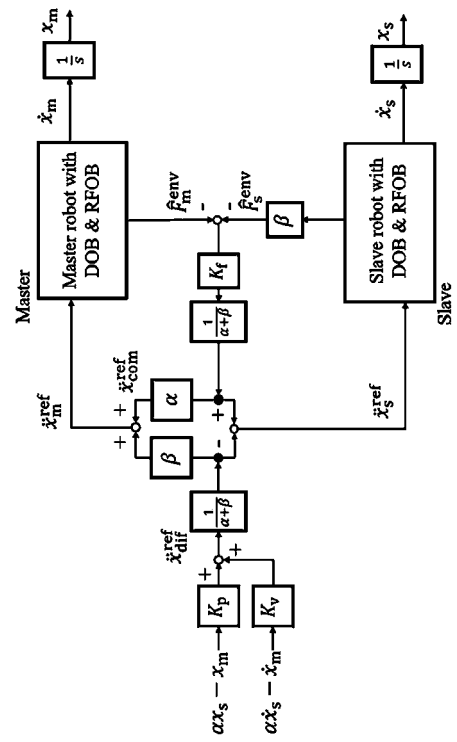 Master
Master robot with
DOB & RFOB
ẋ_m
1/s
x_m
ẍ_m^ref
+
+
ẍ_com^ref
β
α
F̂_m^env
-
-
F̂_s^env
αx_s − x_m
K_p
+
ẍ_dif^ref
1/(α+β)
-
+
1/(α+β)
K_f
β
αẋ_s − ẋ_m
K_v
+
ẍ_s^ref
Slave robot with
DOB & RFOB
Slave
ẋ_s
1/s
x_s